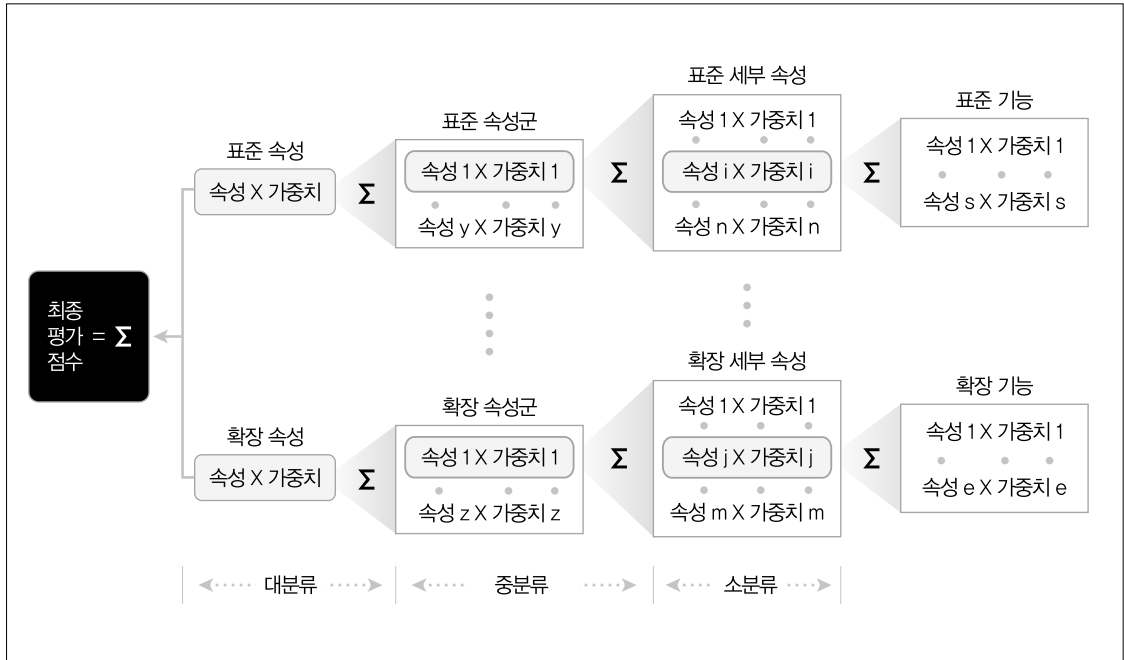 표준 세부 속성
표준 기능
표준 속성군
표준 속성
속성 1 X 가중치 1
속성 i X 가중치 i
속성 n X 가중치 n
속성 1 X 가중치 1
속성 s X 가중치 s
속성 1 X 가중치 1
속성 y X 가중치 y
속성 X 가중치
Σ
Σ
Σ
최종
평가 = Σ
점수
확장 세부 속성
확장 기능
확장 속성군
확장 속성
속성 1 X 가중치 1
속성 j X 가중치 j
속성 m X 가중치 m
속성 1 X 가중치 1
속성 e X 가중치 e
속성 1 X 가중치 1
속성 z X 가중치 z
속성 X 가중치
Σ
Σ
Σ
대분류
중분류
소분류